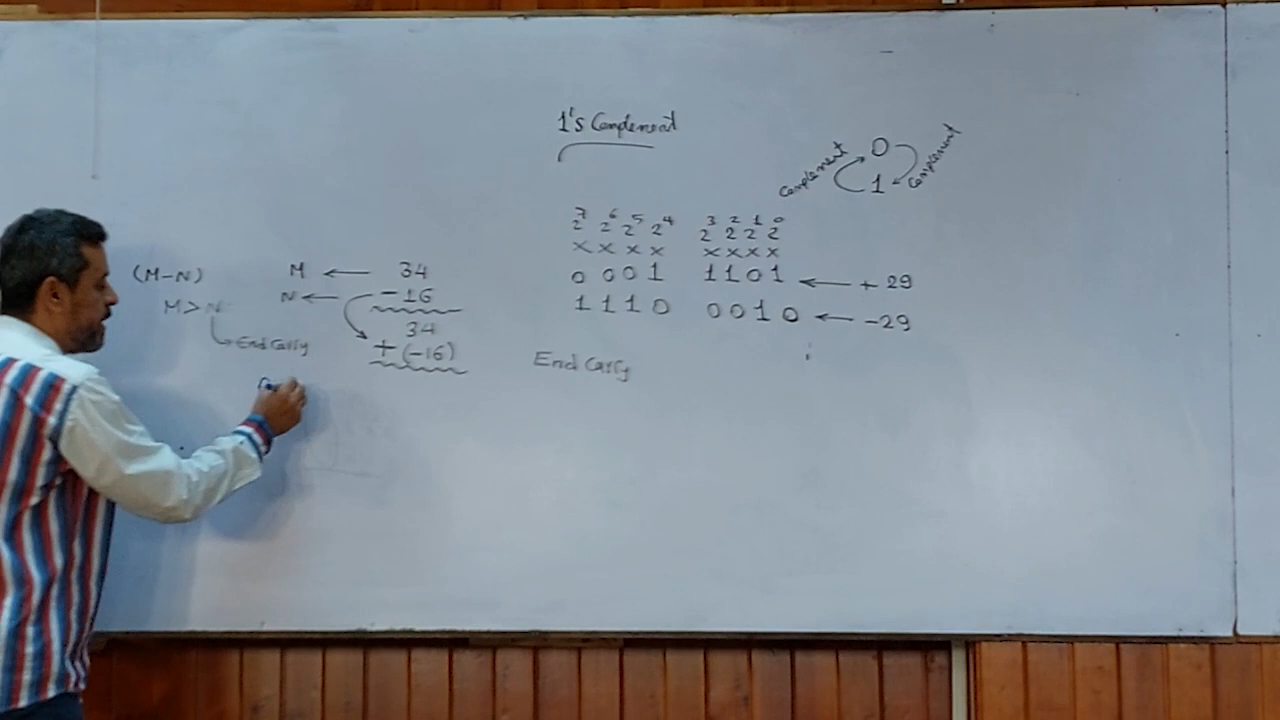 1's Complement
0
Complement
Complement
1
2⁷ 2⁶ 2⁵ 2⁴ 2³ 2² 2¹ 2⁰
x x x x x x x x
(M-N) M ← 34 0 0 0 1 1 1 0 1 ← + 29
M > N N ← - 16 1 1 1 0 0 0 1 0 ← -29
End Carry 34
+ (-16) End Carry